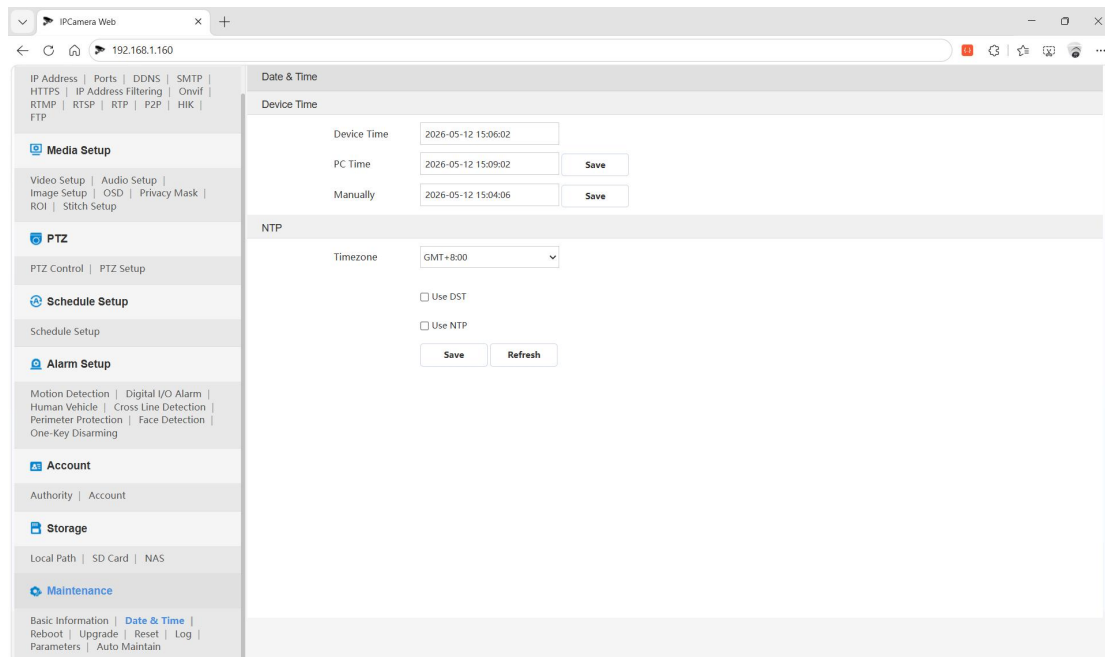 IPCamera Web
192.168.1.160
IP Address | Ports | DDNS | SMTP |
HTTPS | IP Address Filtering | Onvif |
RTMP | RTSP | RTP | P2P | HIK |
FTP
Media Setup
Video Setup | Audio Setup |
Image Setup | OSD | Privacy Mask |
ROI | Stitch Setup
PTZ
PTZ Control | PTZ Setup
Schedule Setup
Schedule Setup
Alarm Setup
Motion Detection | Digital I/O Alarm |
Human Vehicle | Cross Line Detection |
Perimeter Protection | Face Detection |
One-Key Disarming
Account
Authority | Account
Storage
Local Path | SD Card | NAS
Maintenance
Basic Information | Date & Time |
Reboot | Upgrade | Reset | Log |
Parameters | Auto Maintain
Date & Time
Device Time
Device Time 2026-05-12 15:06:02
PC Time 2026-05-12 15:09:02 Save
Manually 2026-05-12 15:04:06 Save
NTP
Timezone GMT+8:00
Use DST
Use NTP
Save Refresh